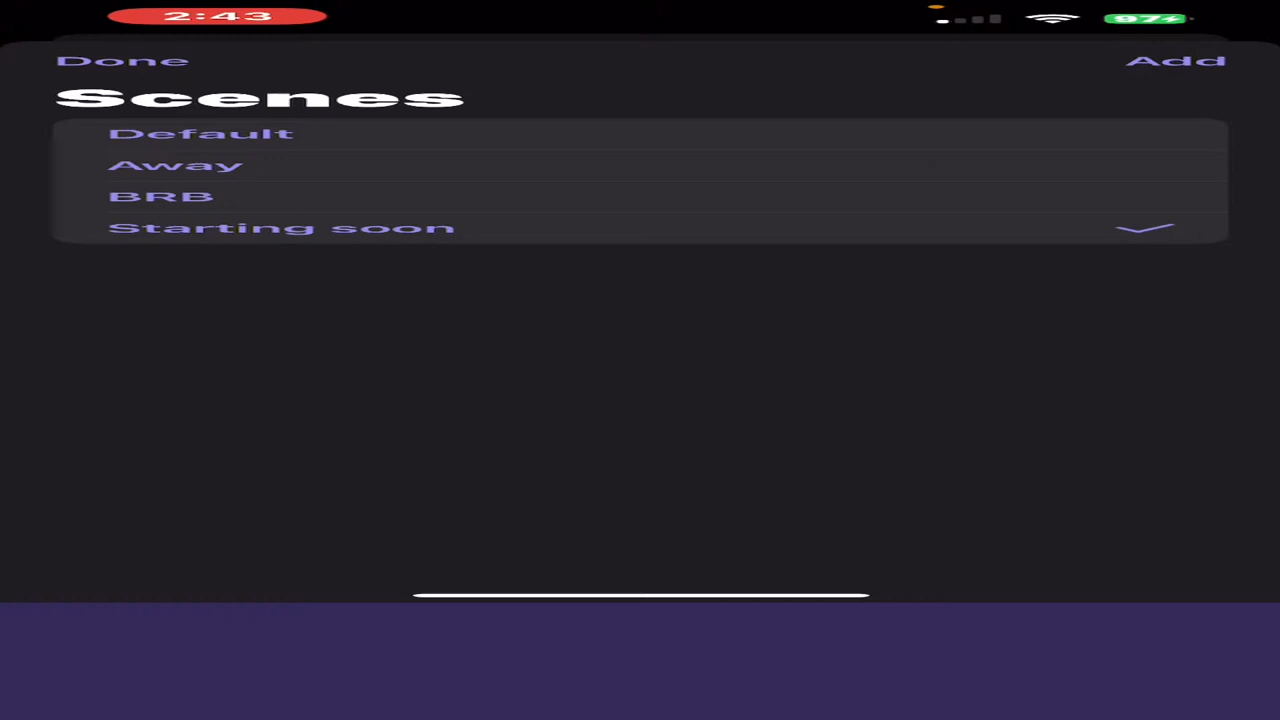 2:43
97
Done
Add
Scenes
Default
Away
BRB
Starting soon